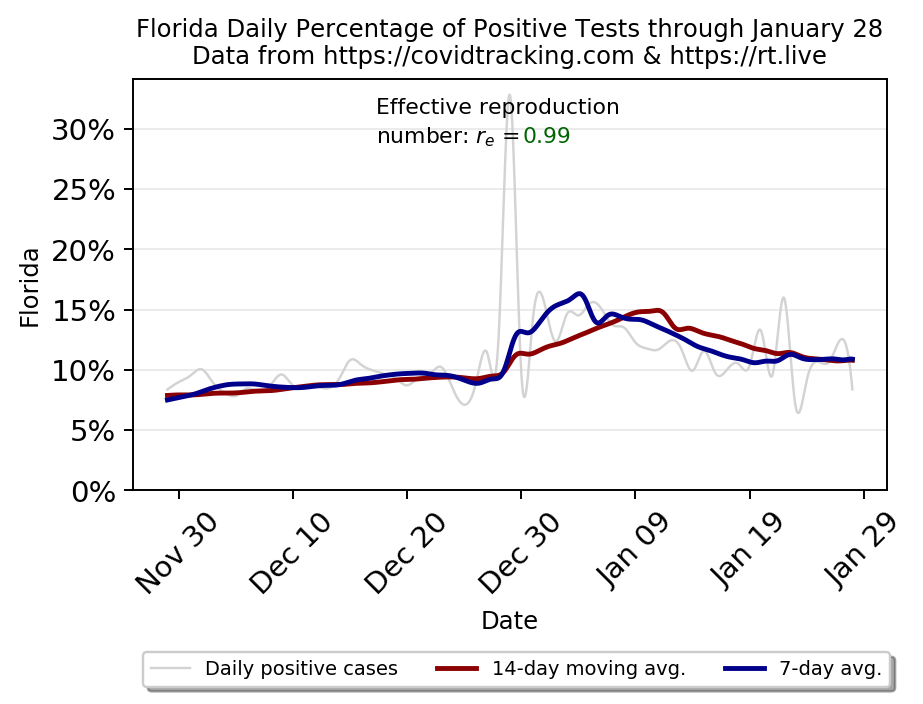 Florida Daily Percentage of Positive Tests through January 28
Data from https://covidtracking.com & https://rt.live
Effective reproduction
number: rₑ = 0.99
30%
25%
20%
15%
10%
5%
0%
Florida
Nov 30
Dec 10
Dec 20
Dec 30
Jan 09
Jan 19
Jan 29
Date
Daily positive cases
14-day moving avg.
7-day avg.